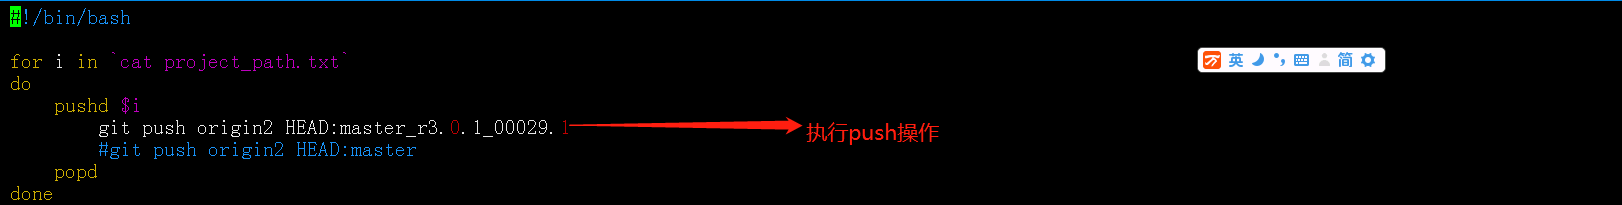 #!/bin/bash
for i in `cat project_path.txt`
do
pushd $i
git push origin2 HEAD:master_r3.0.1_00029.1
执行push操作
#git push origin2 HEAD:master
popd
done
英
简